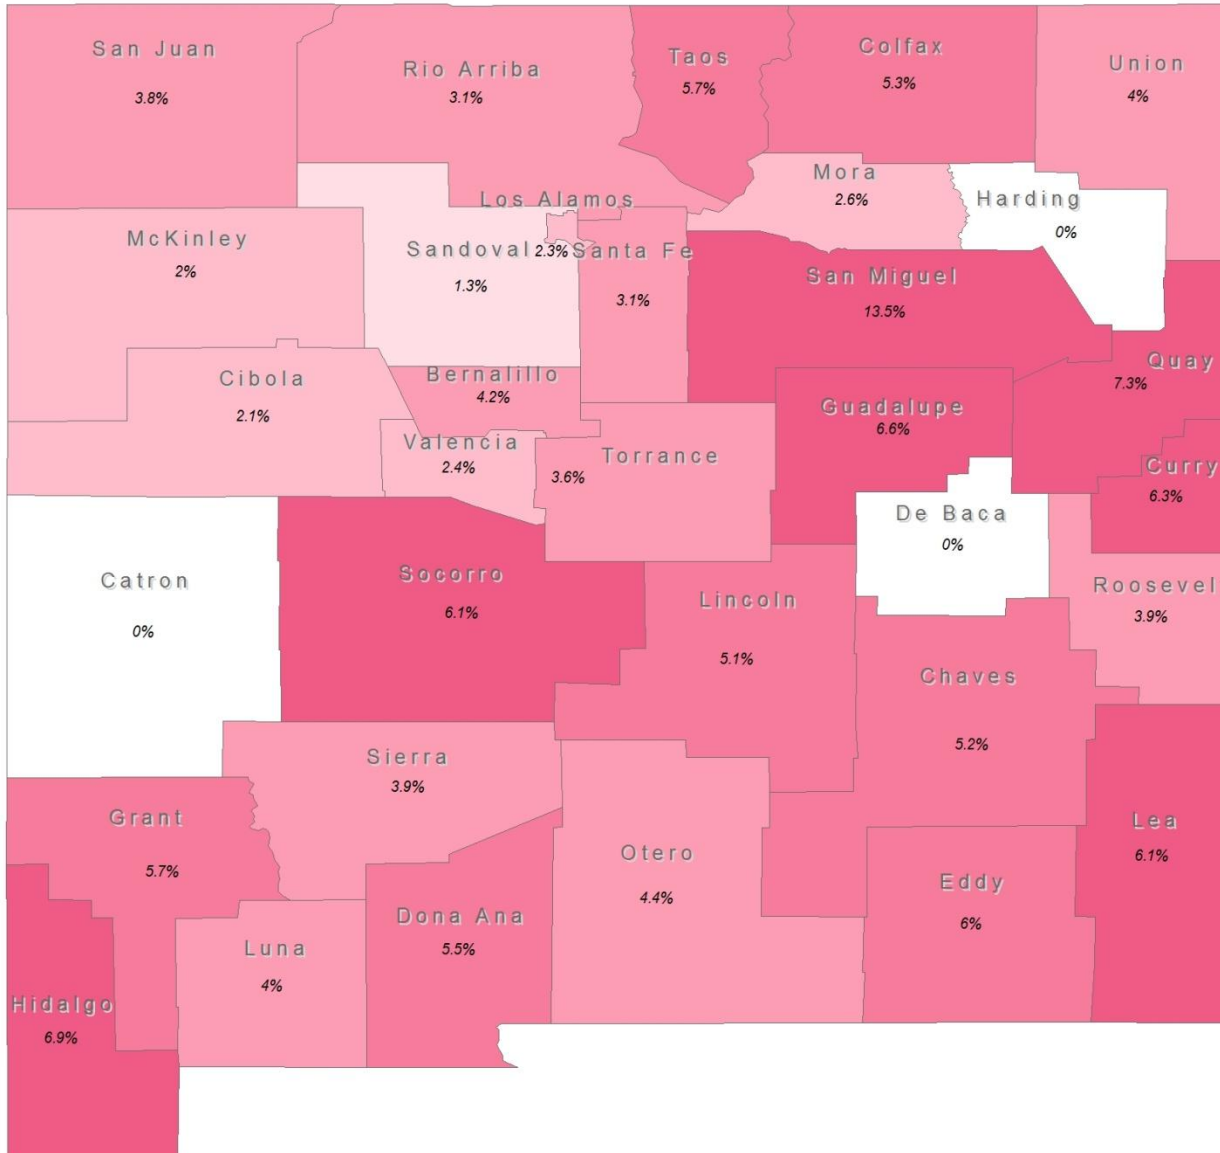 San Juan
3.8%
Rio Arriba
3.1%
Taos
5.7%
Colfax
5.3%
Union
4%
Mora
2.6%
Harding
0%
Los Alamos
2.3%
McKinley
2%
Sandoval
1.3%
Santa Fe
3.1%
San Miguel
13.5%
Quay
7.3%
Cibola
2.1%
Bernalillo
4.2%
Guadalupe
6.6%
Valencia
2.4%
Torrance
3.6%
Curry
6.3%
De Baca
0%
Catron
0%
Socorro
6.1%
Lincoln
5.1%
Roosevel
3.9%
Chaves
5.2%
Sierra
3.9%
Grant
5.7%
Otero
4.4%
Lea
6.1%
Eddy
6%
Dona Ana
5.5%
Luna
4%
Hidalgo
6.9%